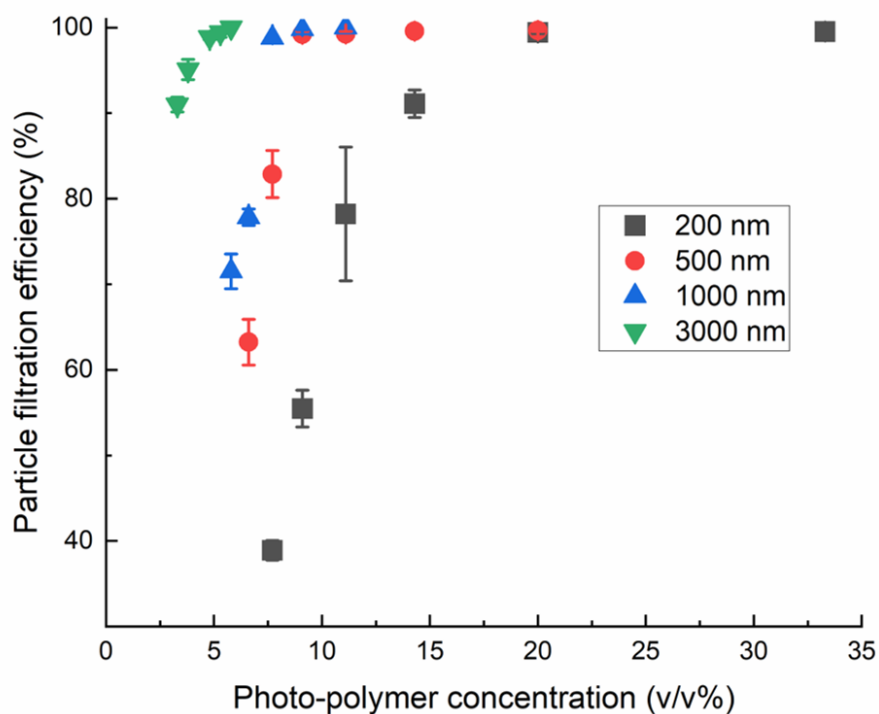 Particle filtration efficiency (%)
100
80
60
40
200 nm
500 nm
1000 nm
3000 nm
0 5 10 15 20 25 30 35
Photo-polymer concentration (v/v%)